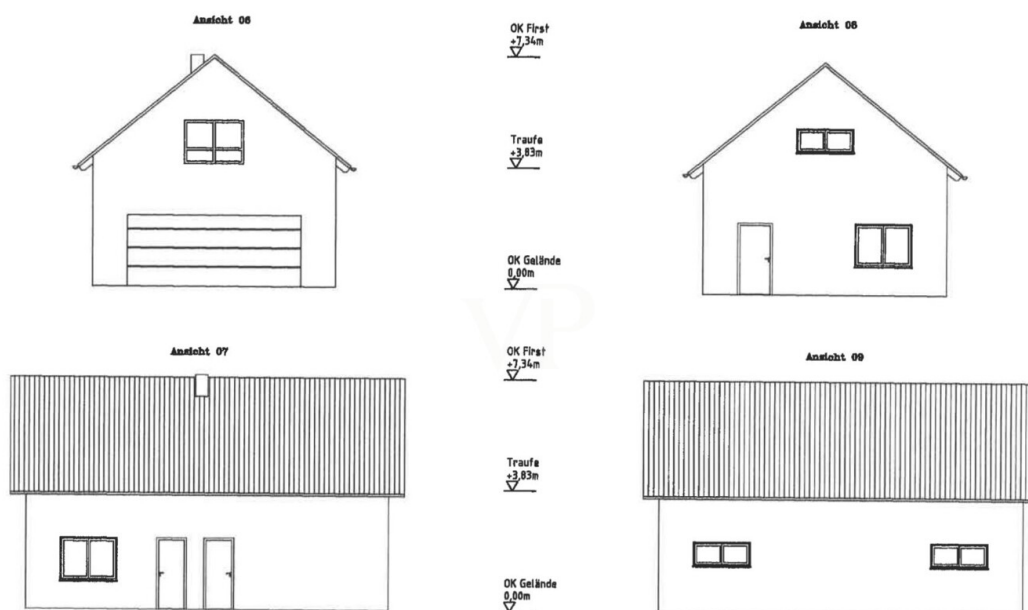 Ansicht 06
OK First
+7,34m
Ansicht 08
Traufe
+3,83m
OK Gelände
0,00m
VP
Ansicht 07
OK First
+7,34m
Ansicht 09
Traufe
+3,83m
OK Gelände
0,00m